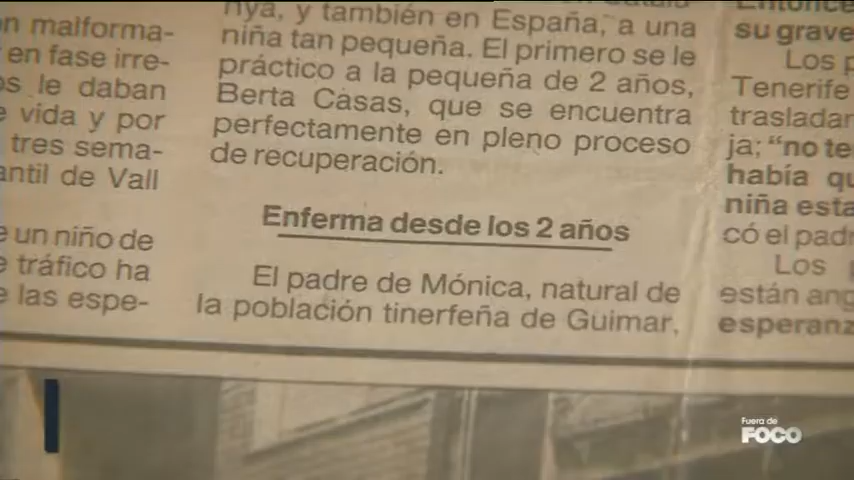 malforma-
en fase irre-
le daban
vida y por
tres sema-
de Vall
un niño de
tráfico ha
las espe-
y también en España, a una
niña tan pequeña. El primero se le
práctico a la pequeña de 2 años,
Berta Casas, que se encuentra
perfectamente en pleno proceso
de recuperación.
Enferma desde los 2 años
El padre de Mónica, natural de
la población tinerfeña de Guimar,
su grave
Los
Tenerife
trasladar
ja; "no te
había
niña esta
có el padr
Los
están ang
esperanz
Fuera de
FOCO